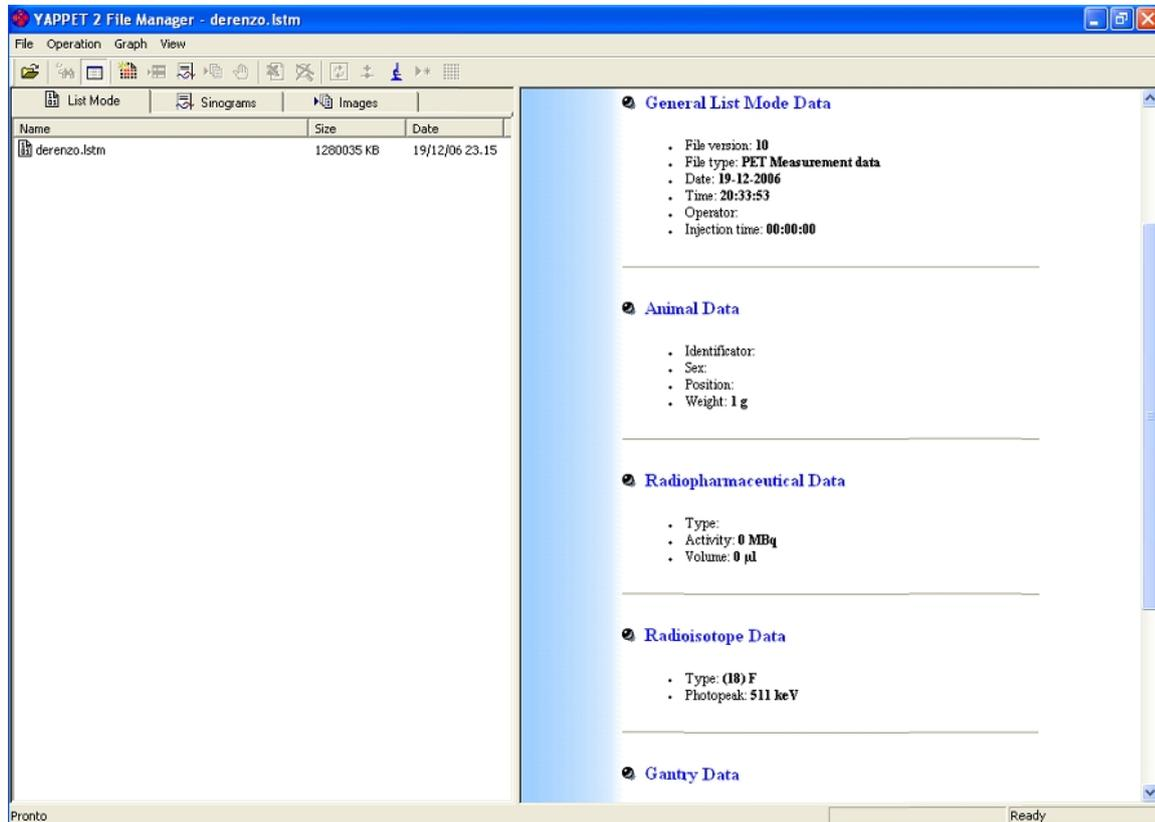 YAPPET 2 File Manager - derenzo.lstm
File Operation Graph View
List Mode Sinograms Images
Name Size Date
derenzo.lstm 1280035 KB 19/12/06 23.15
General List Mode Data
File version: 10
File type: PET Measurement data
Date: 19-12-2006
Time: 20:33:53
Operator:
Injection time: 00:00:00
Animal Data
Identificator:
Sex:
Position:
Weight: 1 g
Radiopharmaceutical Data
Type:
Activity: 0 MBq
Volume: 0 µl
Radioisotope Data
Type: (18) F
Photopeak: 511 keV
Gantry Data
Pronto Ready